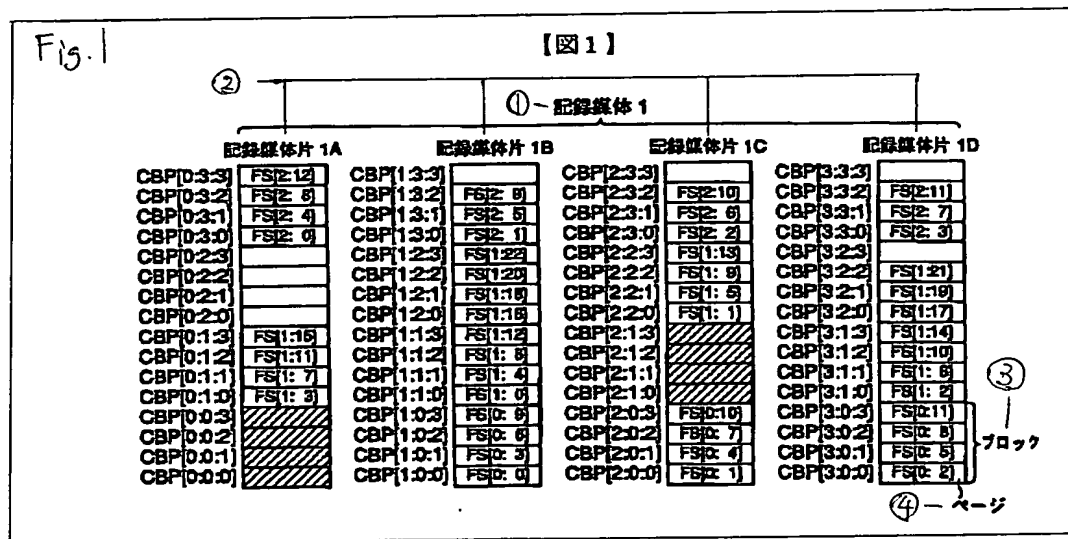 Fig.1
【図1】
②
①-記録媒体 1
記録媒体片 1A 記録媒体片 1B 記録媒体片 1C 記録媒体片 1D
CBP[0:3:3] FS[2:12] CBP[1:3:3] CBP[2:3:3] CBP[3:3:3]
CBP[0:3:2] FS[2: 8] CBP[1:3:2] FS[2: 9] CBP[2:3:2] FS[2:10] CBP[3:3:2] FS[2:11]
CBP[0:3:1] FS[2: 4] CBP[1:3:1] FS[2: 5] CBP[2:3:1] FS[2: 6] CBP[3:3:1] FS[2: 7]
CBP[0:3:0] FS[2: 0] CBP[1:3:0] FS[2: 1] CBP[2:3:0] FS[2: 2] CBP[3:3:0] FS[2: 3]
CBP[0:2:3] CBP[1:2:3] FS[1:22] CBP[2:2:3] FS[1:13] CBP[3:2:3]
CBP[0:2:2] CBP[1:2:2] FS[1:20] CBP[2:2:2] FS[1: 9] CBP[3:2:2] FS[1:21]
CBP[0:2:1] CBP[1:2:1] FS[1:18] CBP[2:2:1] FS[1: 5] CBP[3:2:1] FS[1:19]
CBP[0:2:0] CBP[1:2:0] FS[1:16] CBP[2:2:0] FS[1: 1] CBP[3:2:0] FS[1:17]
CBP[0:1:3] FS[1:15] CBP[1:1:3] FS[1:12] CBP[2:1:3] CBP[3:1:3] FS[1:14]
CBP[0:1:2] FS[1:11] CBP[1:1:2] FS[1: 8] CBP[2:1:2] CBP[3:1:2] FS[1:10]
CBP[0:1:1] FS[1: 7] CBP[1:1:1] FS[1: 4] CBP[2:1:1] CBP[3:1:1] FS[1: 6]
③
CBP[0:1:0] FS[1: 3] CBP[1:1:0] FS[1: 0] CBP[2:1:0] CBP[3:1:0] FS[1: 2]
CBP[0:0:3] CBP[1:0:3] FS[0: 9] CBP[2:0:3] FS[0:10] CBP[3:0:3] FS[0:11]
CBP[0:0:2] CBP[1:0:2] FS[0: 6] CBP[2:0:2] FS[0: 7] CBP[3:0:2] FS[0: 8]
ブロック
CBP[0:0:1] CBP[1:0:1] FS[0: 3] CBP[2:0:1] FS[0: 4] CBP[3:0:1] FS[0: 5]
CBP[0:0:0] CBP[1:0:0] FS[0: 0] CBP[2:0:0] FS[0: 1] CBP[3:0:0] FS[0: 2]
④-ページ